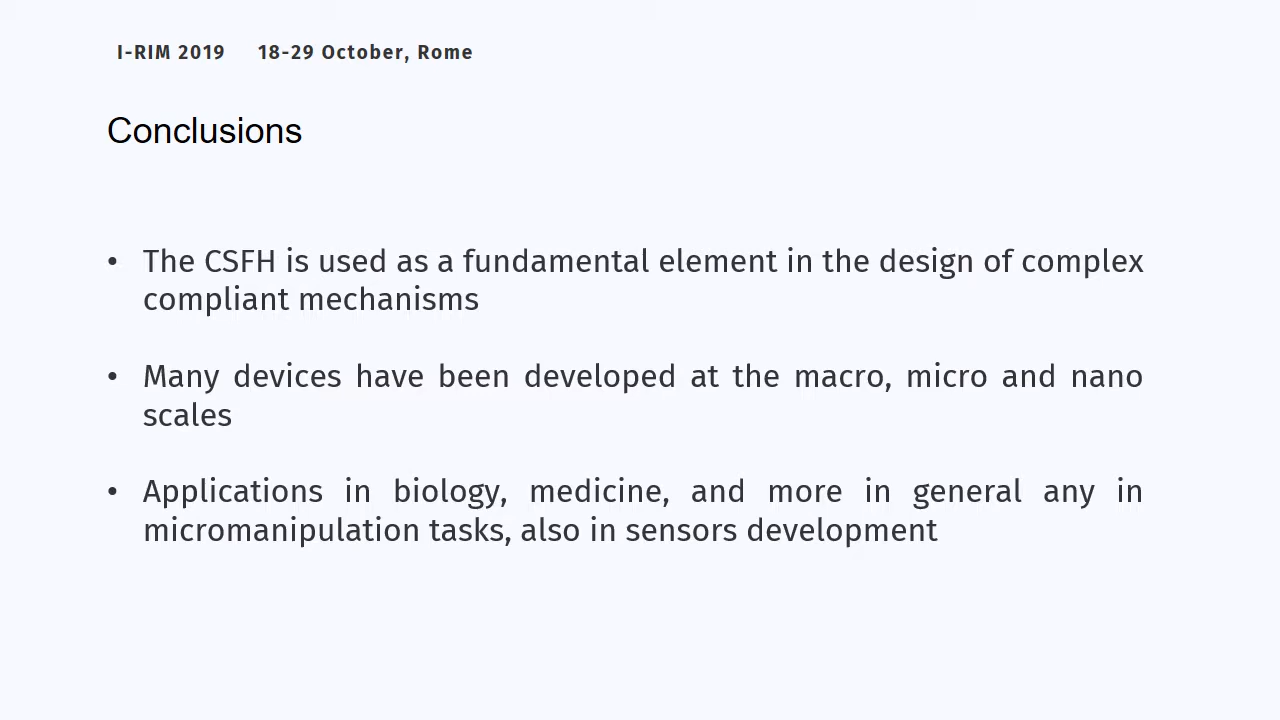 I-RIM 2019 18-29 October, Rome
Conclusions
• The CSFH is used as a fundamental element in the design of complex
compliant mechanisms
• Many devices have been developed at the macro, micro and nano
scales
• Applications in biology, medicine, and more in general any in
micromanipulation tasks, also in sensors development